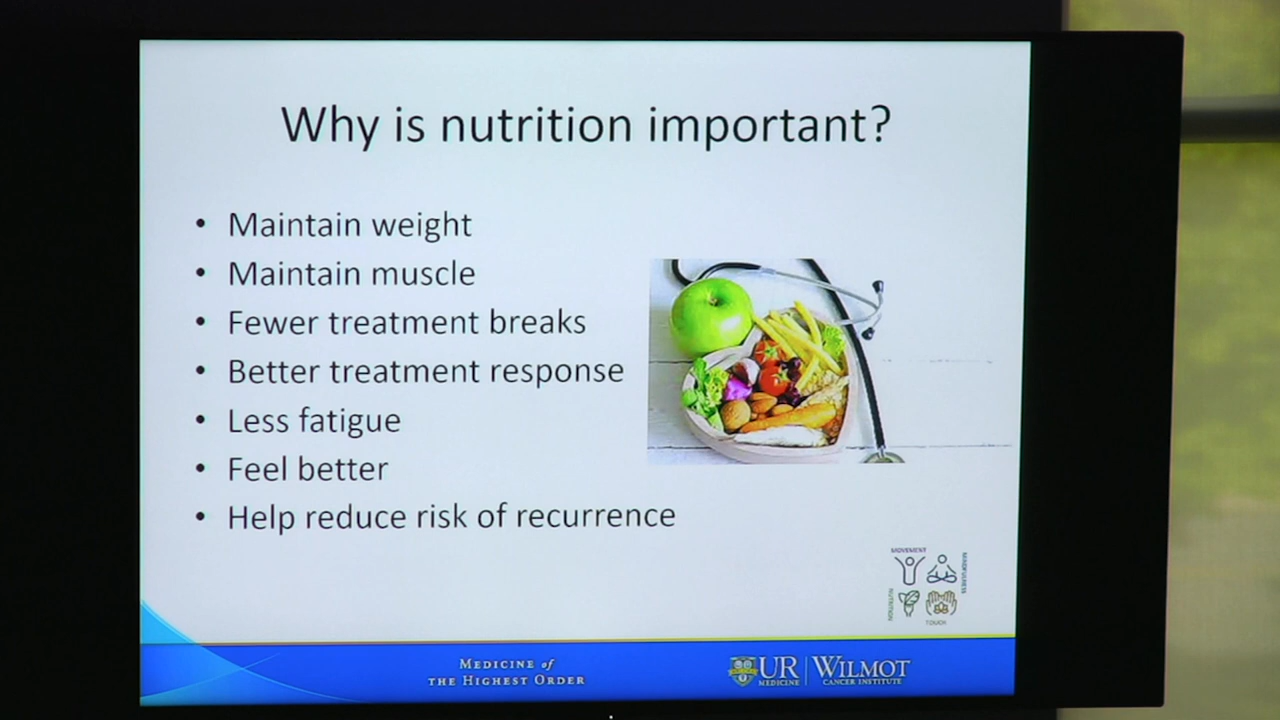 Why is nutrition important?
• Maintain weight
• Maintain muscle
• Fewer treatment breaks
• Better treatment response
• Less fatigue
• Feel better
• Help reduce risk of recurrence
MOVEMENT
MINDFULNESS
NUTRITION
TOUCH
MEDICINE of
THE HIGHEST ORDER
UR
MEDICINE
WILMOT
CANCER INSTITUTE